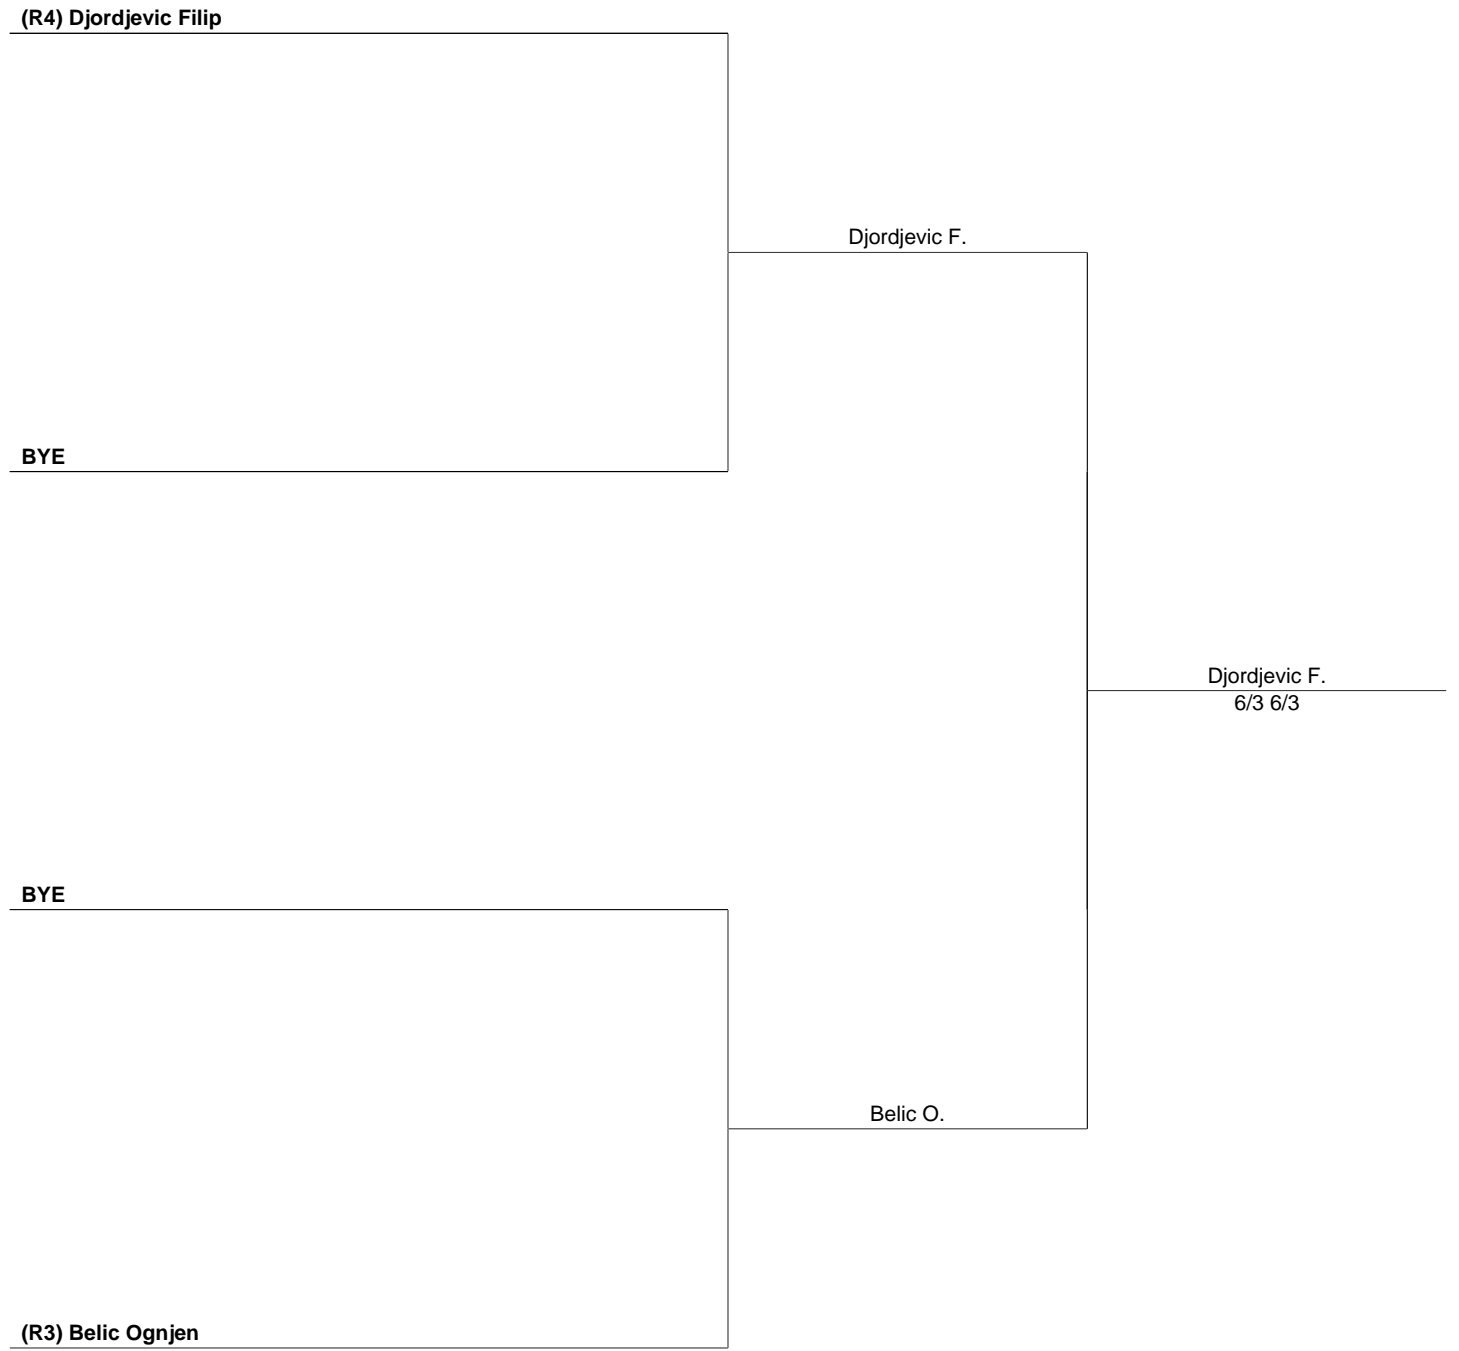 (R4) Djordjevic Filip
Djordjevic F.
BYE
Djordjevic F.
6/3 6/3
BYE
Belic O.
(R3) Belic Ognjen